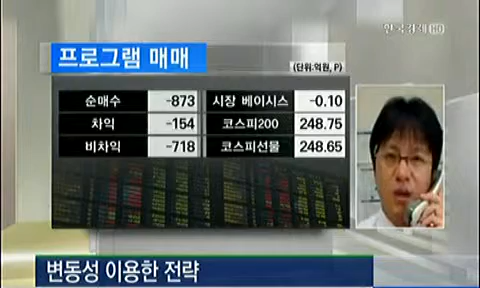 한국경제 HD
프로그램 매매
(단위:억원, P)
순매수 -873 시장 베이시스 -0.10
차익 -154 코스피200 248.75
비차익 -718 코스피선물 248.65
변동성 이용한 전략